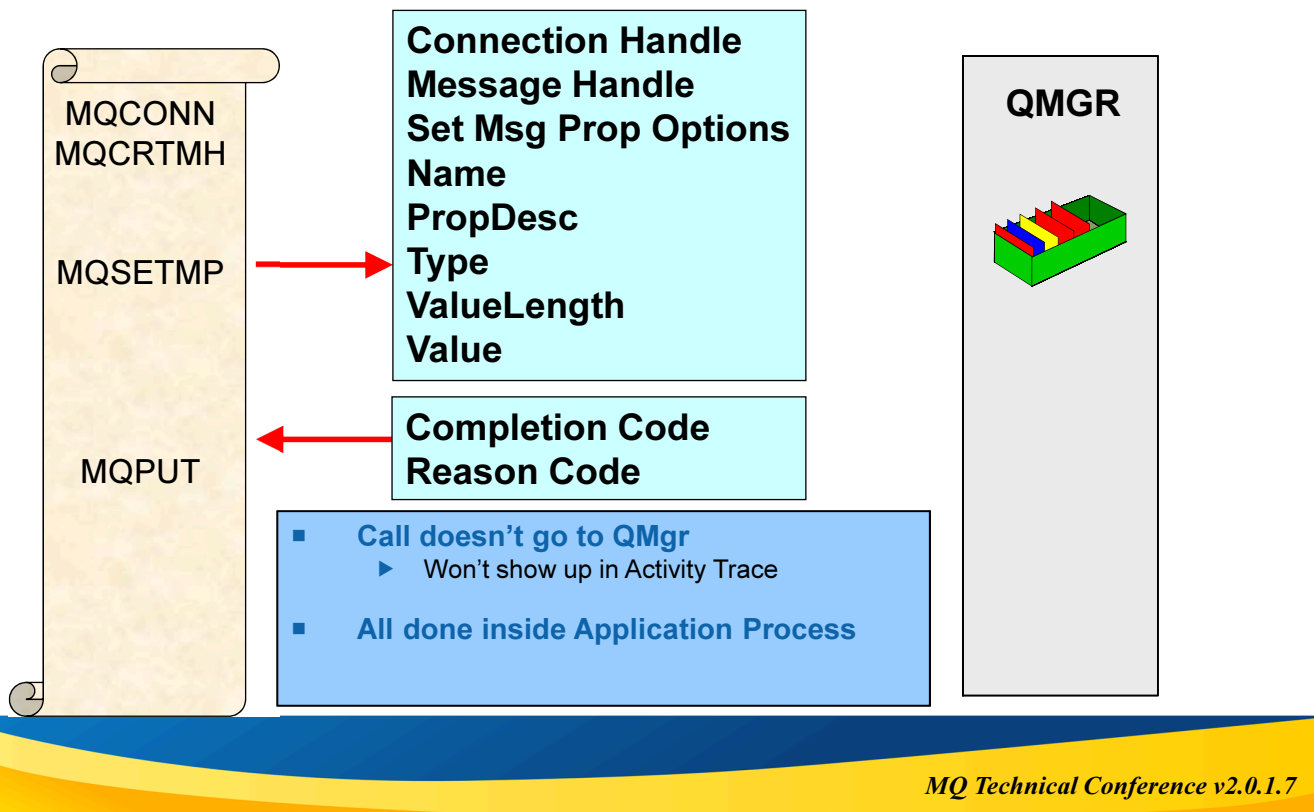 MQCONN
MQCRTMH
MQSETMP
MQPUT
Connection Handle
Message Handle
Set Msg Prop Options
Name
PropDesc
Type
ValueLength
Value
Completion Code
Reason Code
Call doesn’t go to QMgr
Won’t show up in Activity Trace
All done inside Application Process
QMGR
MQ Technical Conference v2.0.1.7